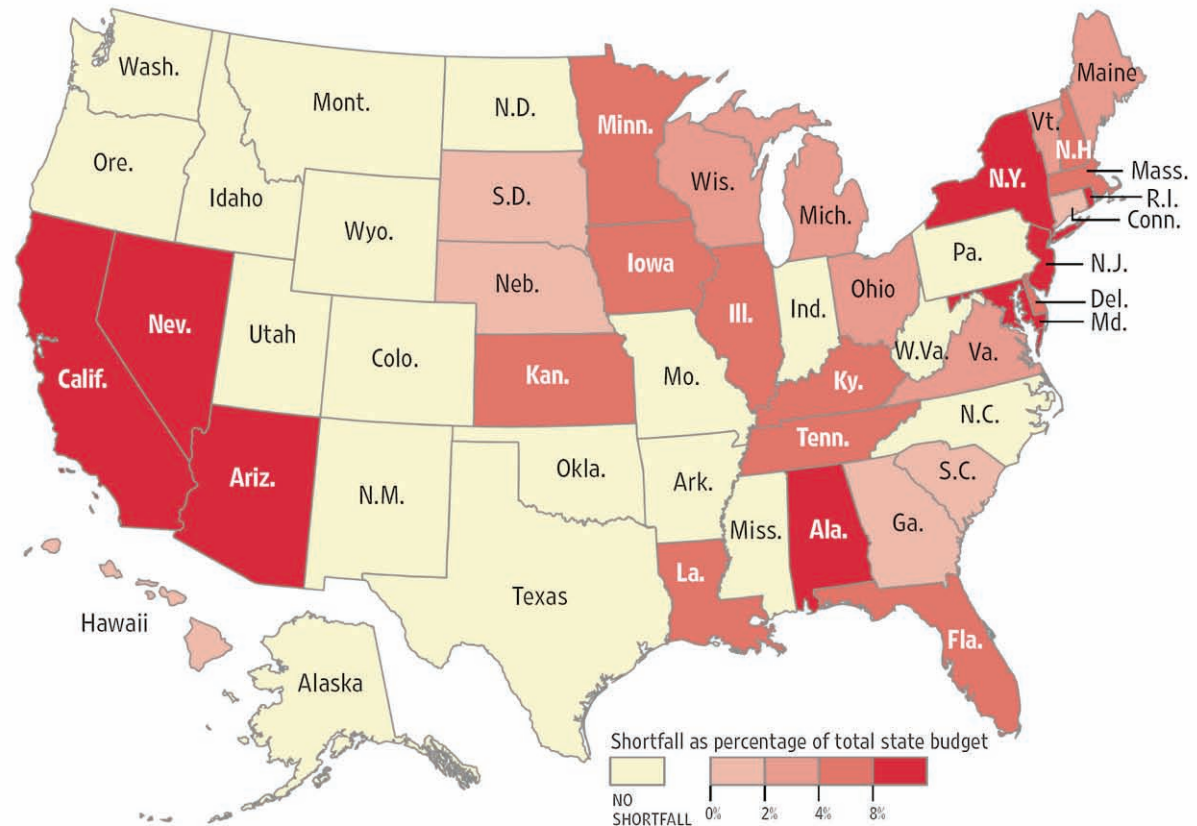 Wash.
Mont.
N.D.
Minn.
Maine
Vt.
N.H.
Ore.
Idaho
S.D.
Wis.
Mich.
N.Y.
Mass.
R.I.
Conn.
Wyo.
Iowa
Pa.
N.J.
Neb.
Ohio
Del.
Md.
Nev.
Utah
Ill.
Ind.
W.Va.
Va.
Calif.
Colo.
Kan.
Mo.
Ky.
N.C.
Tenn.
Ariz.
N.M.
Okla.
Ark.
S.C.
Miss.
Ala.
Ga.
La.
Texas
Hawaii
Fla.
Alaska
Shortfall as percentage of total state budget
NO
SHORTFALL
0% 2% 4% 8%